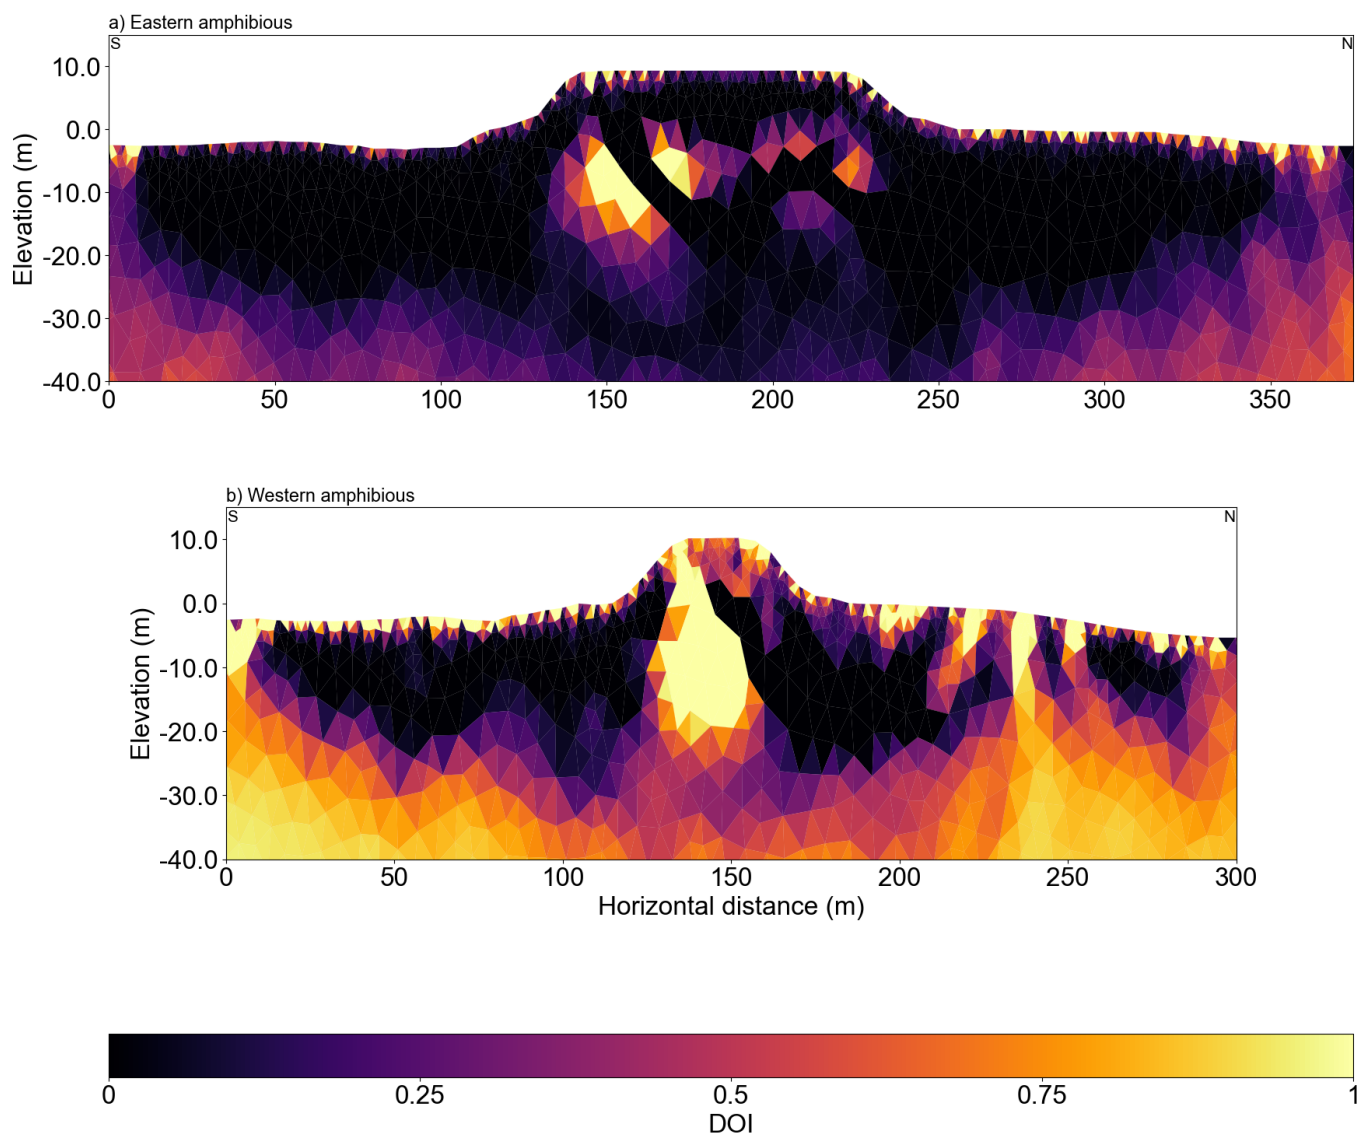 a) Eastern amphibious
S N
10.0
0.0
-10.0
-20.0
-30.0
-40.0
Elevation (m)
0 50 100 150 200 250 300 350
b) Western amphibious
S N
10.0
0.0
-10.0
-20.0
-30.0
-40.0
Elevation (m)
0 50 100 150 200 250 300
Horizontal distance (m)
0 0.25 0.5 0.75 1
DOI